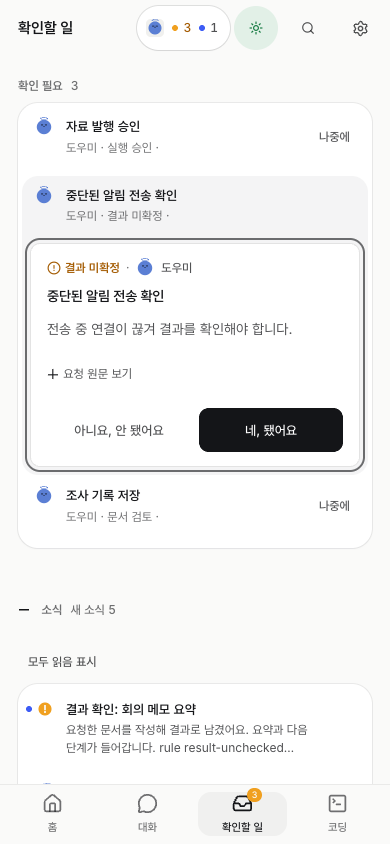 확인할 일
3
1
확인 필요 3
자료 발행 승인
도우미 · 실행 승인 ·
나중에
중단된 알림 전송 확인
도우미 · 결과 미확정 ·
결과 미확정 · 도우미
중단된 알림 전송 확인
전송 중 연결이 끊겨 결과를 확인해야 합니다.
요청 원문 보기
아니요, 안 됐어요
네, 됐어요
조사 기록 저장
도우미 · 문서 검토 ·
나중에
소식 새 소식 5
모두 읽음 표시
결과 확인: 회의 메모 요약
요청한 문서를 작성해 결과로 남겼어요. 요약과 다음
단계가 들어갑니다. rule result-unchecked...
3
홈
대화
확인할 일
코딩